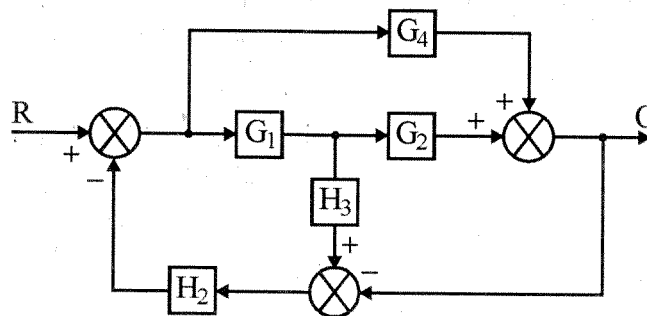 G₄
R
+
−
G₁
+
G₂
+
C
H₃
+
−
H₂